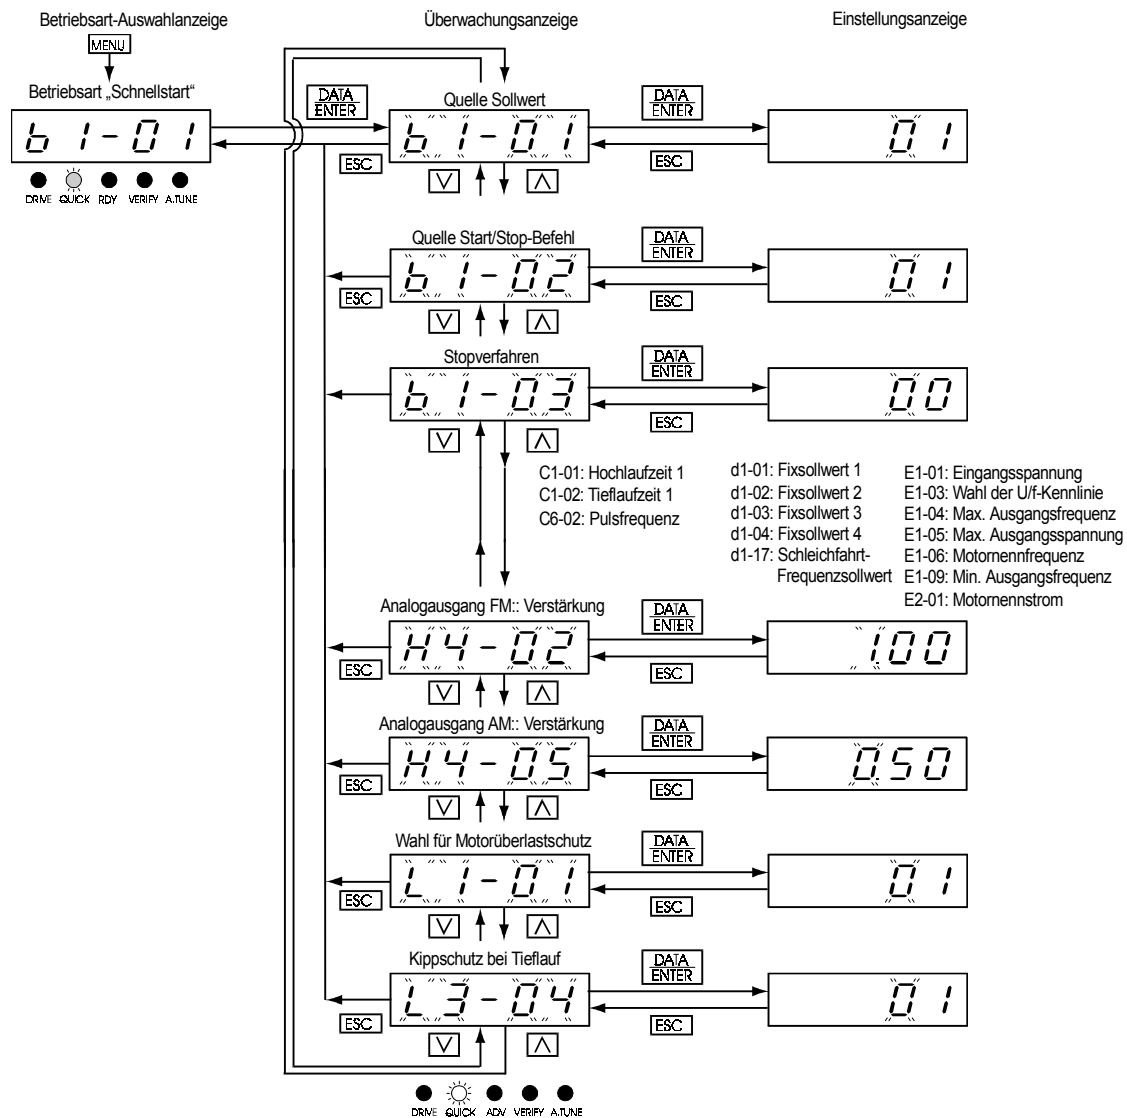 Betriebsart-Auswahlanzeige
Überwachungsanzeige
Einstellungsanzeige
MENU
Betriebsart „Schnellstart“
b1-01
DRIVE QUICK RDY VERIFY A.TUNE
DATA
ENTER
ESC
Quelle Sollwert
b1-01
DATA
ENTER
ESC
01
Quelle Start/Stop-Befehl
b1-02
ESC
DATA
ENTER
ESC
01
Stopverfahren
b1-03
DATA
ENTER
ESC
00
C1-01: Hochlaufzeit 1
C1-02: Tieflaufzeit 1
C6-02: Pulsfrequenz
d1-01: Fixsollwert 1
d1-02: Fixsollwert 2
d1-03: Fixsollwert 3
d1-04: Fixsollwert 4
d1-17: Schleichfahrt-
Frequenzsollwert
E1-01: Eingangsspannung
E1-03: Wahl der U/f-Kennlinie
E1-04: Max. Ausgangsfrequenz
E1-05: Max. Ausgangsspannung
E1-06: Motornennfrequenz
E1-09: Min. Ausgangsfrequenz
E2-01: Motornennstrom
Analogausgang FM:: Verstärkung
H4-02
ESC
DATA
ENTER
ESC
1.00
Analogausgang AM:: Verstärkung
H4-05
ESC
DATA
ENTER
ESC
0.50
Wahl für Motorüberlastschutz
L1-01
ESC
DATA
ENTER
ESC
01
Kippschutz bei Tieflauf
L3-04
ESC
DATA
ENTER
ESC
01
DRIVE QUICK ADV VERIFY A.TUNE